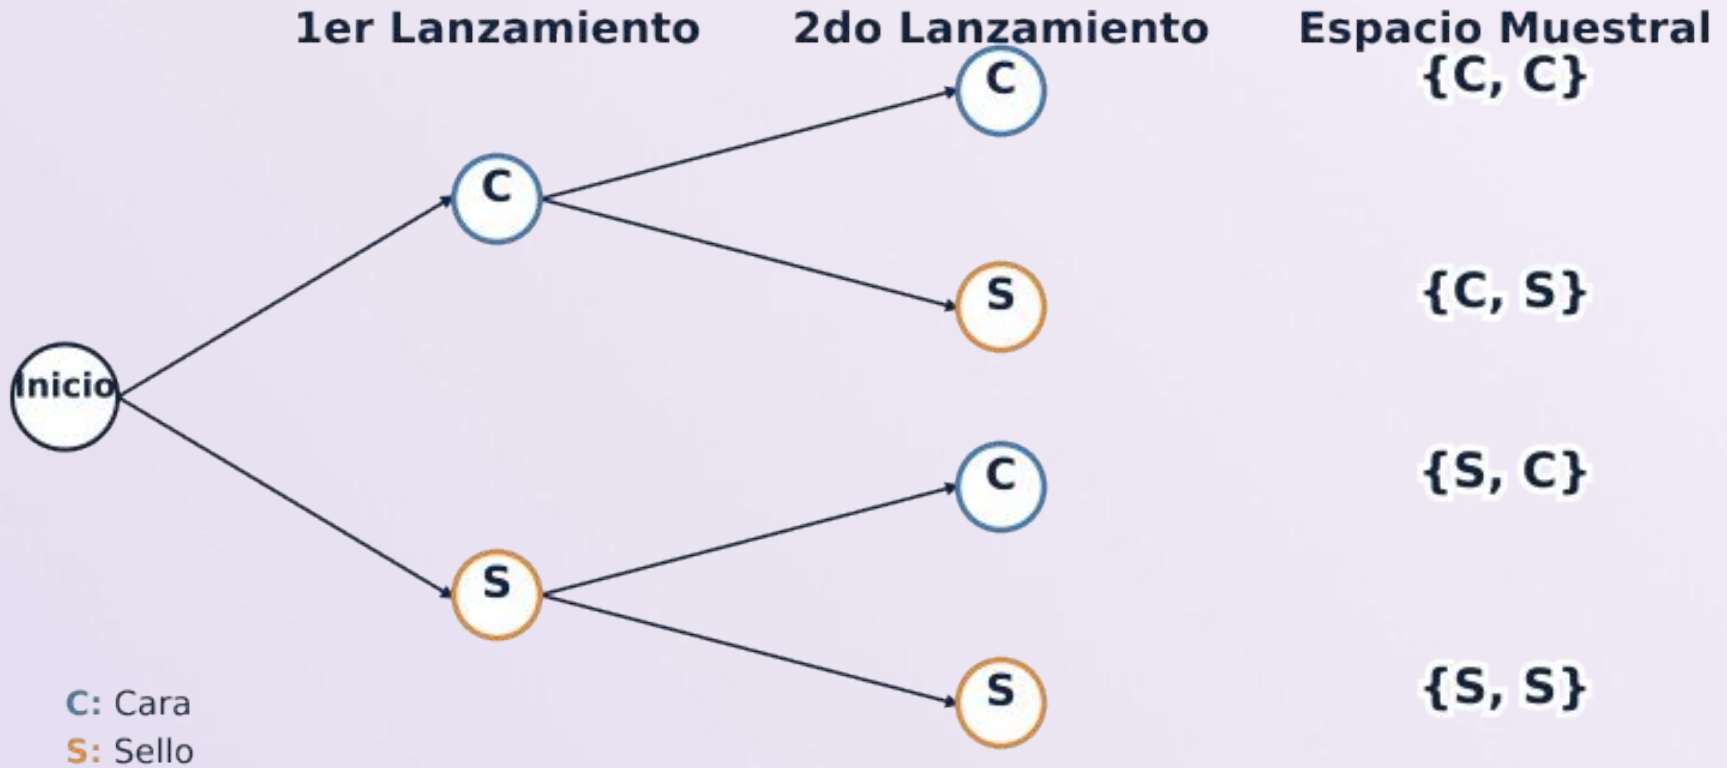 1er Lanzamiento
2do Lanzamiento
Espacio Muestral
C
{C, C}
C
S
{C, S}
Inicio
C
{S, C}
S
S
{S, S}
C: Cara
S: Sello